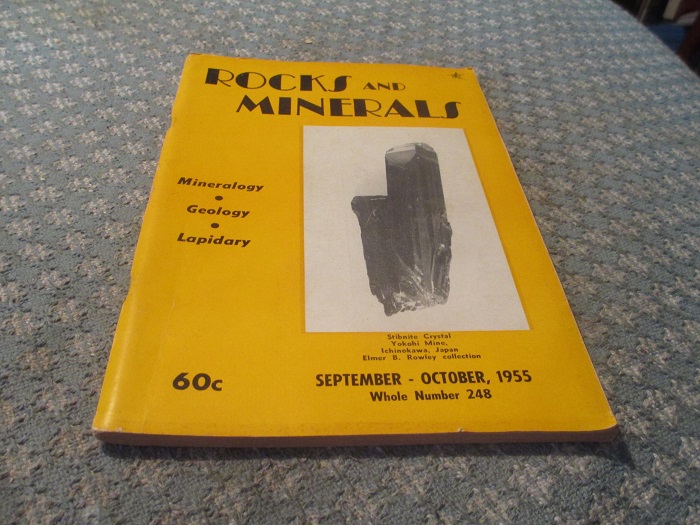 ROCKS AND
MINERALS
Mineralogy
•
Geology
•
Lapidary
Stibnite Crystal
Yokohi Mine,
Ichinokawa, Japan
Elmer B. Rowley collection
60c
SEPTEMBER - OCTOBER, 1955
Whole Number 248